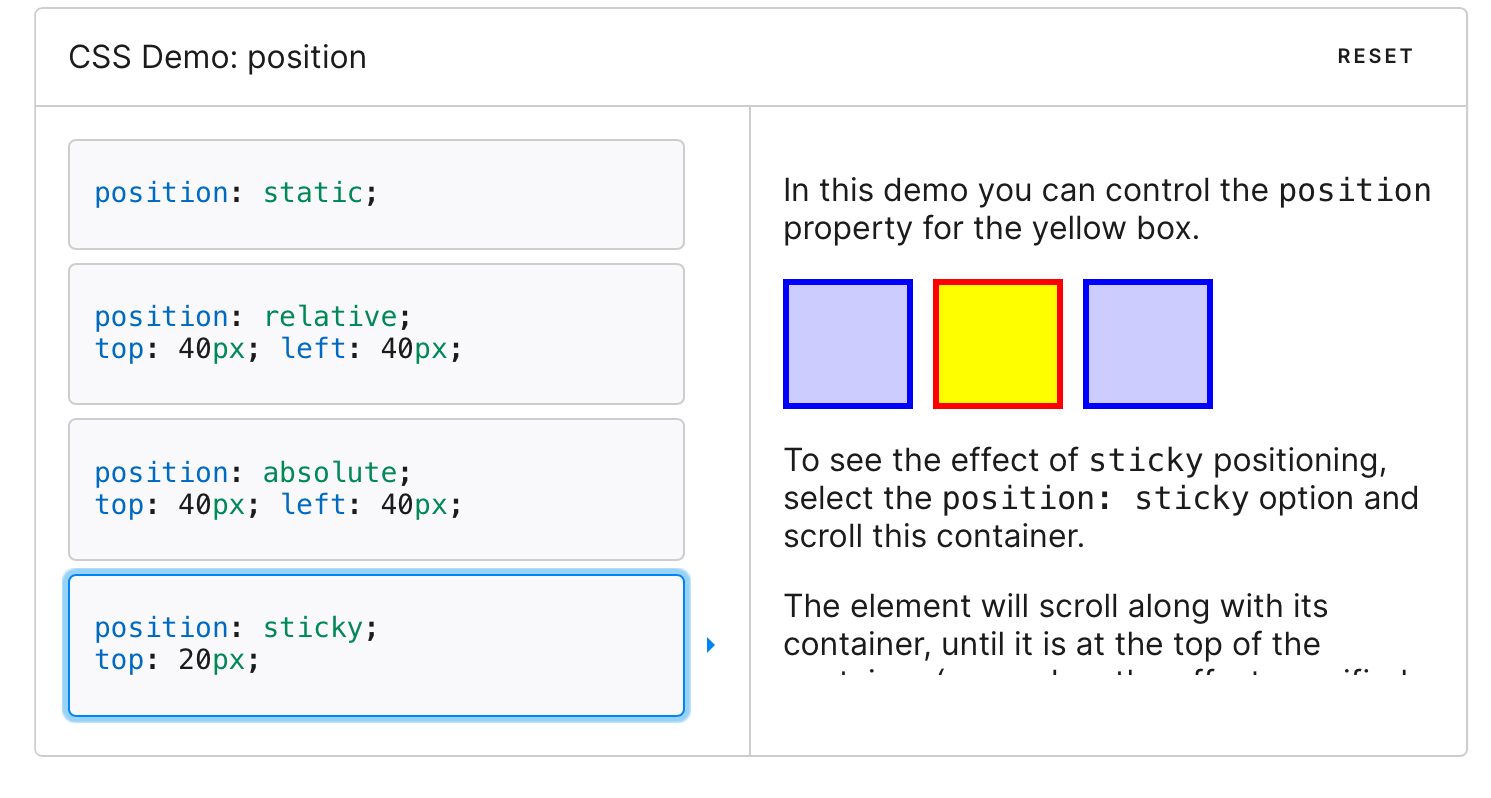 CSS Demo: position
RESET
position: static;
position: relative;
top: 40px; left: 40px;
position: absolute;
top: 40px; left: 40px;
position: sticky;
top: 20px;
In this demo you can control the position
property for the yellow box.
To see the effect of sticky positioning,
select the position: sticky option and
scroll this container.
The element will scroll along with its
container, until it is at the top of the